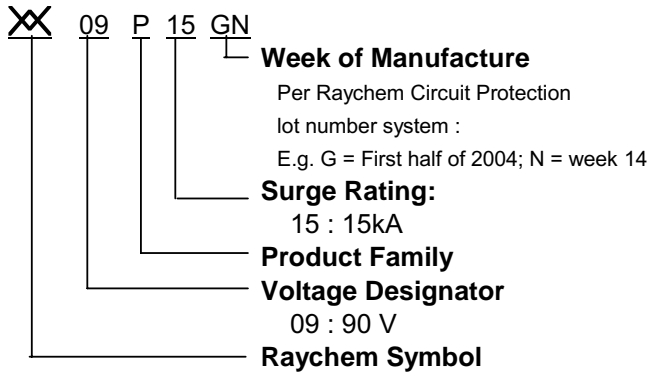 09 P 15 GN
Week of Manufacture
Per Raychem Circuit Protection
lot number system :
E.g. G = First half of 2004; N = week 14
Surge Rating:
15 : 15kA
Product Family
Voltage Designator
09 : 90 V
Raychem Symbol